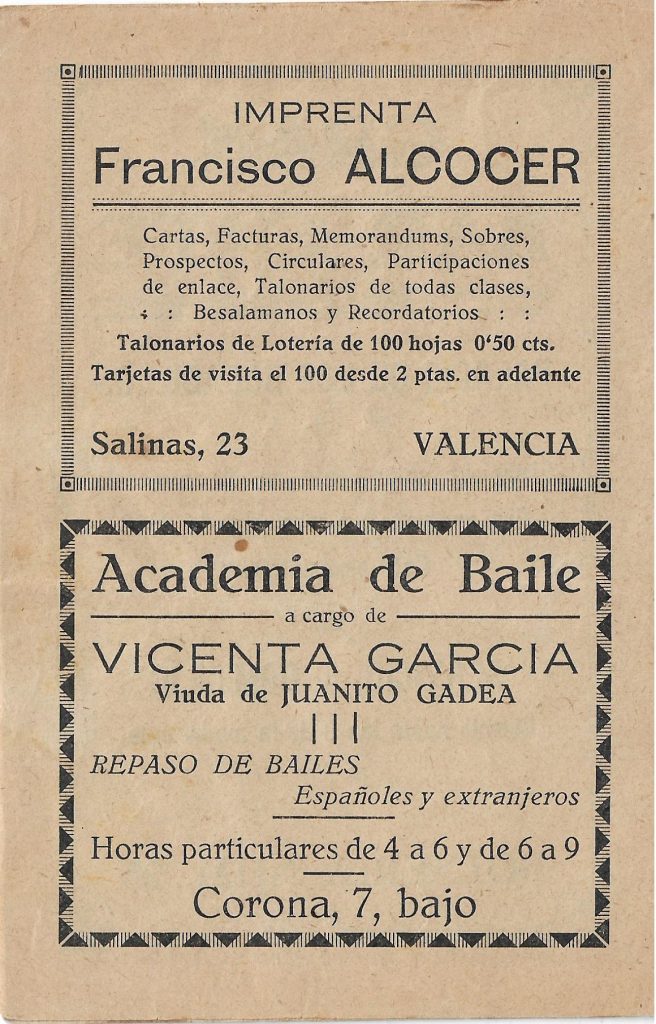 IMPRENTA
Francisco ALCOCER
Cartas, Facturas, Memorandums, Sobres,
Prospectos, Circulares, Participaciones
de enlace, Talonarios de todas clases,
: : Besalamanos y Recordatorios : :
Talonarios de Lotería de 100 hojas 0'50 cts.
Tarjetas de visita el 100 desde 2 ptas. en adelante
Salinas, 23 VALENCIA
Academia de Baile
a cargo de
VICENTA GARCIA
Viuda de JUANITO GADEA
REPASO DE BAILES
Españoles y extranjeros
Horas particulares de 4 a 6 y de 6 a 9
Corona, 7, bajo